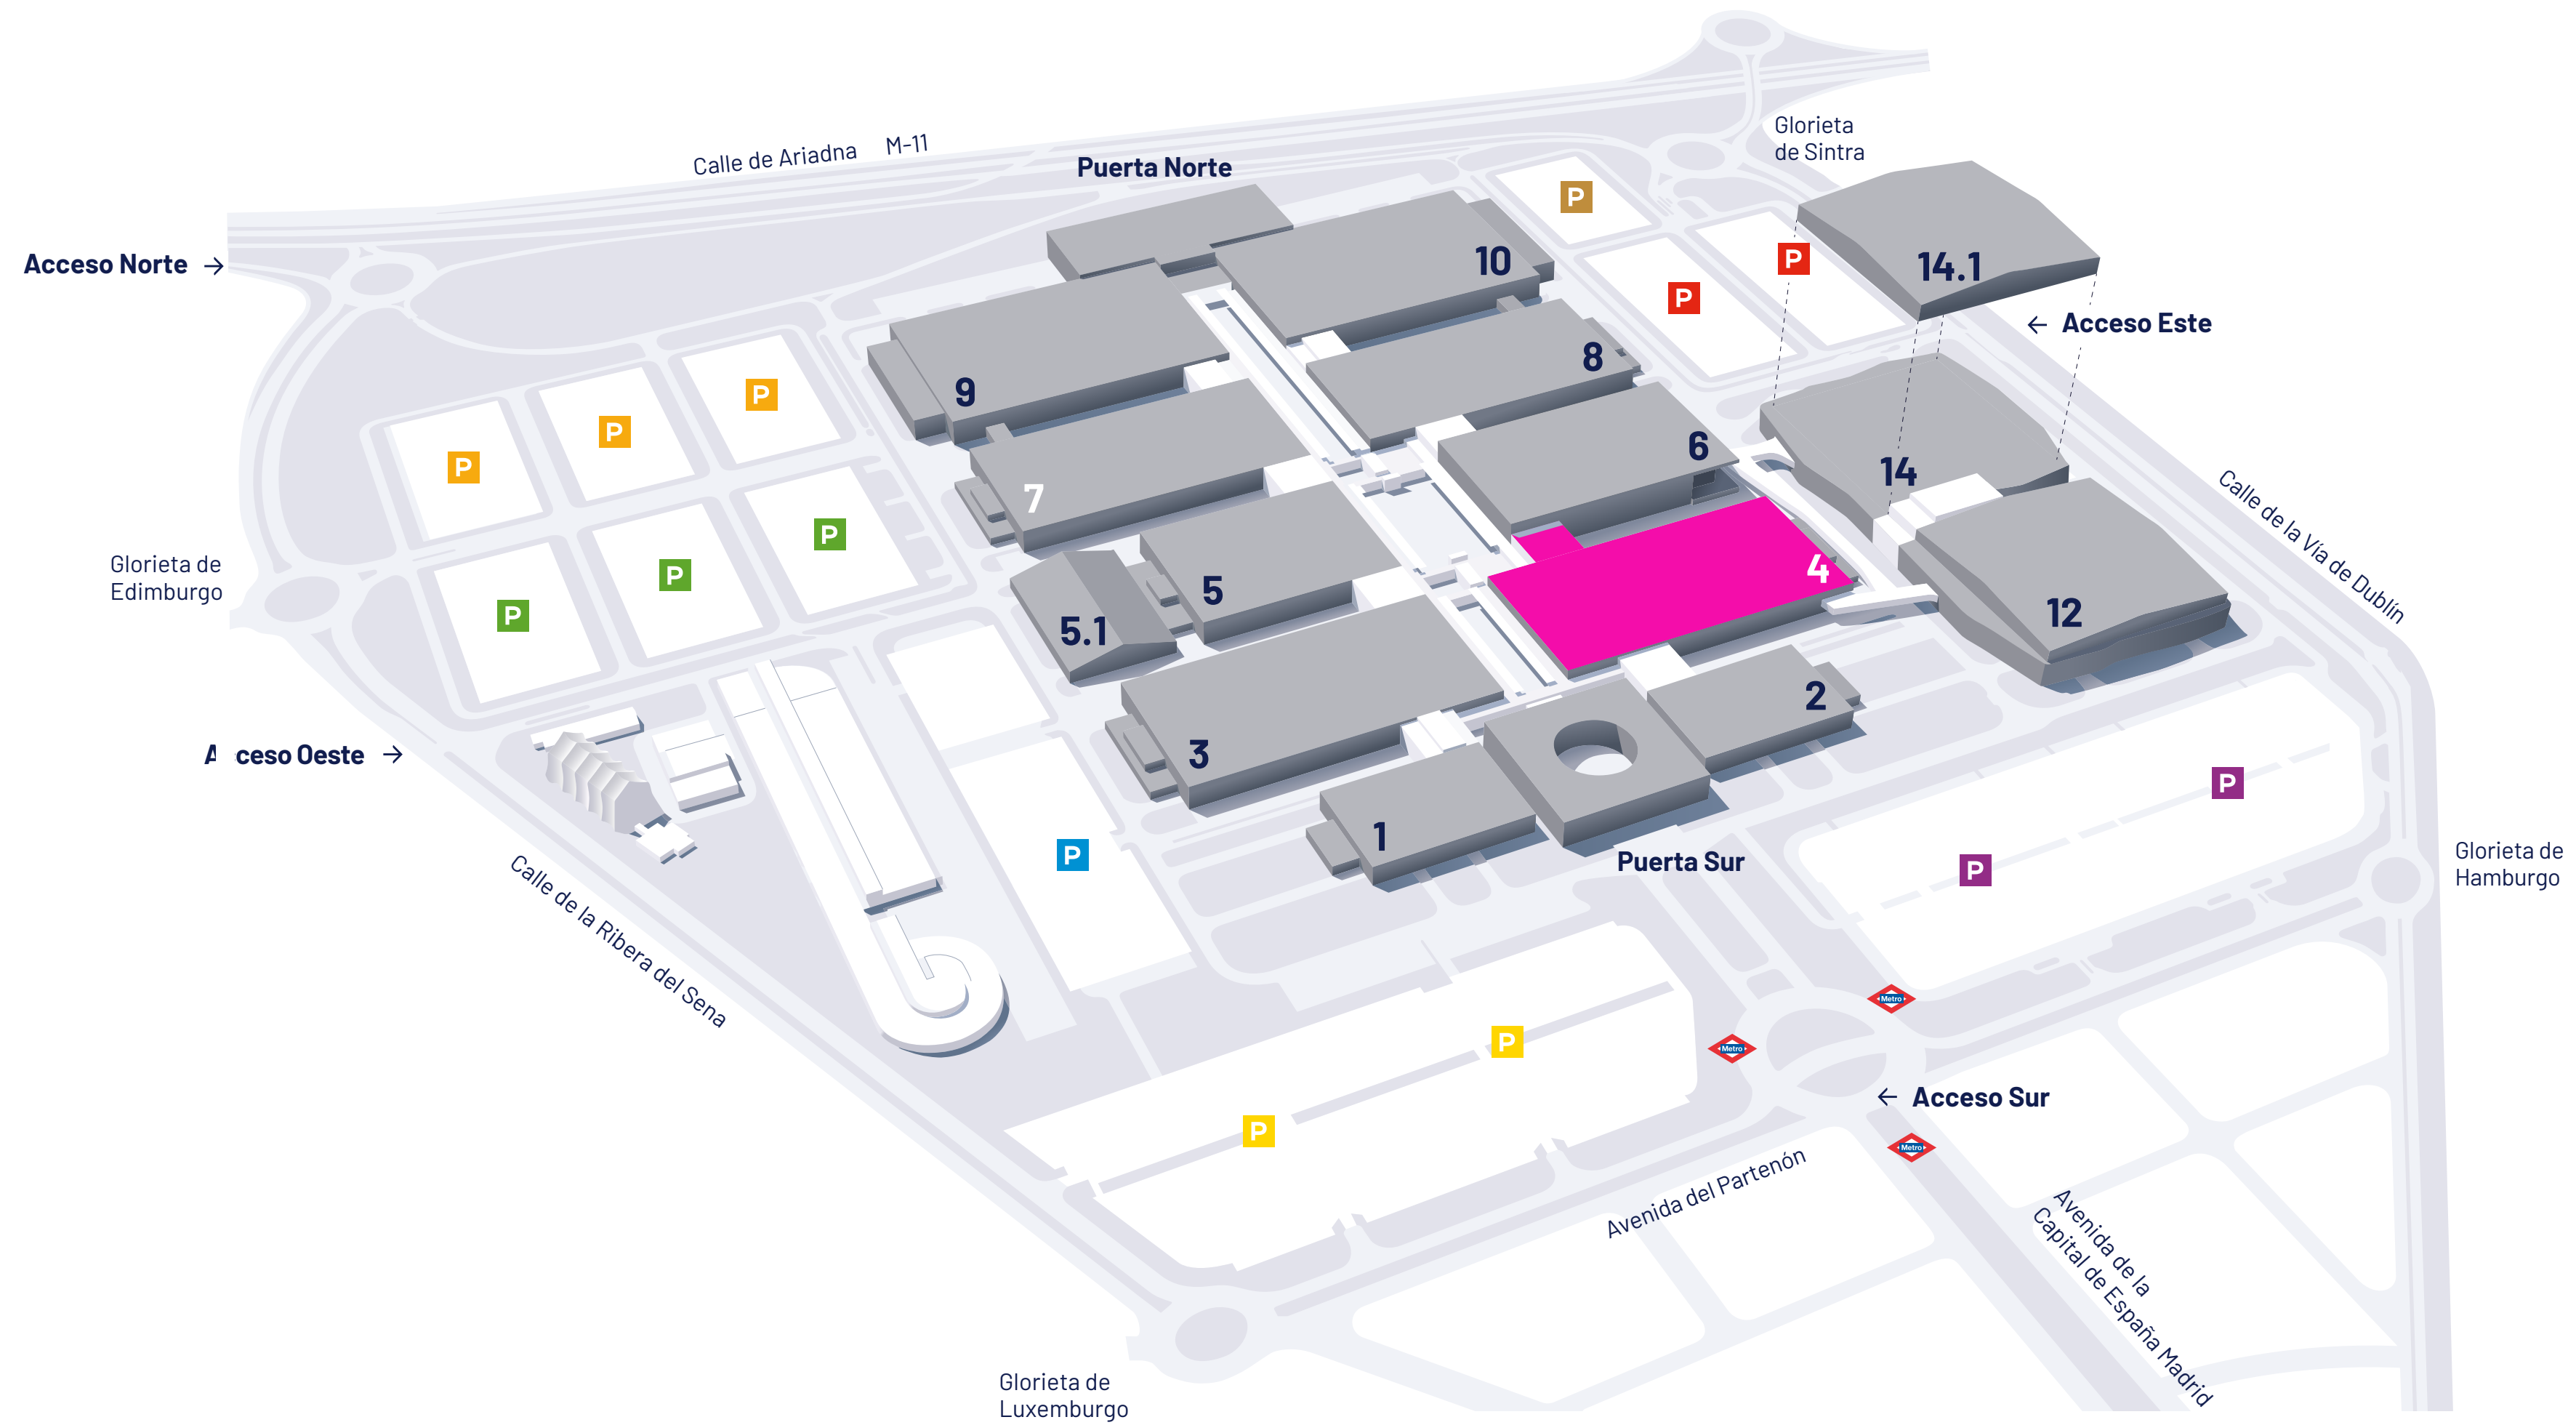 Glorieta
de Sintra
Calle de Ariadna M-11
Puerta Norte
P
Acceso Norte →
10
P
14.1
P
← Acceso Este
8
9
P
P
6
P
14
7
Calle de la Vía de Dublín
P
4
Glorieta de
Edimburgo
P
5
12
P
5.1
2
3
Acceso Oeste →
P
1
P
Puerta Sur
Glorieta de
Hamburgo
P
Calle de la Ribera del Sena
Metro
P
Metro
← Acceso Sur
P
Metro
Avenida del Partenón
Avenida de la
Capital de España Madrid
Glorieta de
Luxemburgo